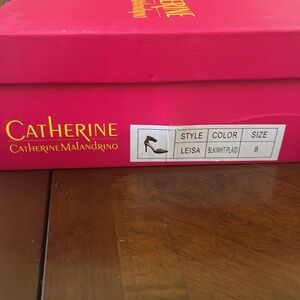 CATHERINE
CATHERINE MALANDRINO
STYLE COLOR SIZE
LEISA BLK/WHT PLAID 8